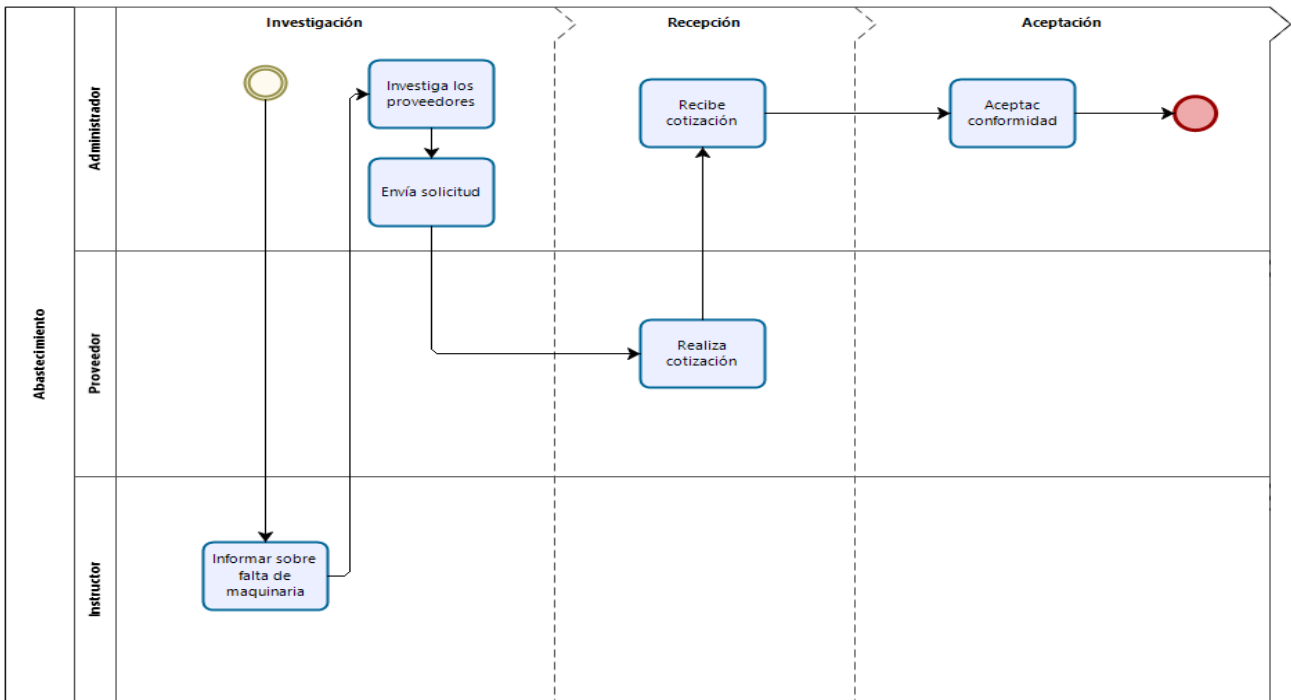 Investigación
Recepción
Aceptación
Abastecimiento
Administrador
Investiga los
proveedores
Envía solicitud
Recibe
cotización
Aceptac
conformidad
Proveedor
Realiza
cotización
Instructor
Informar sobre
falta de
maquinaria